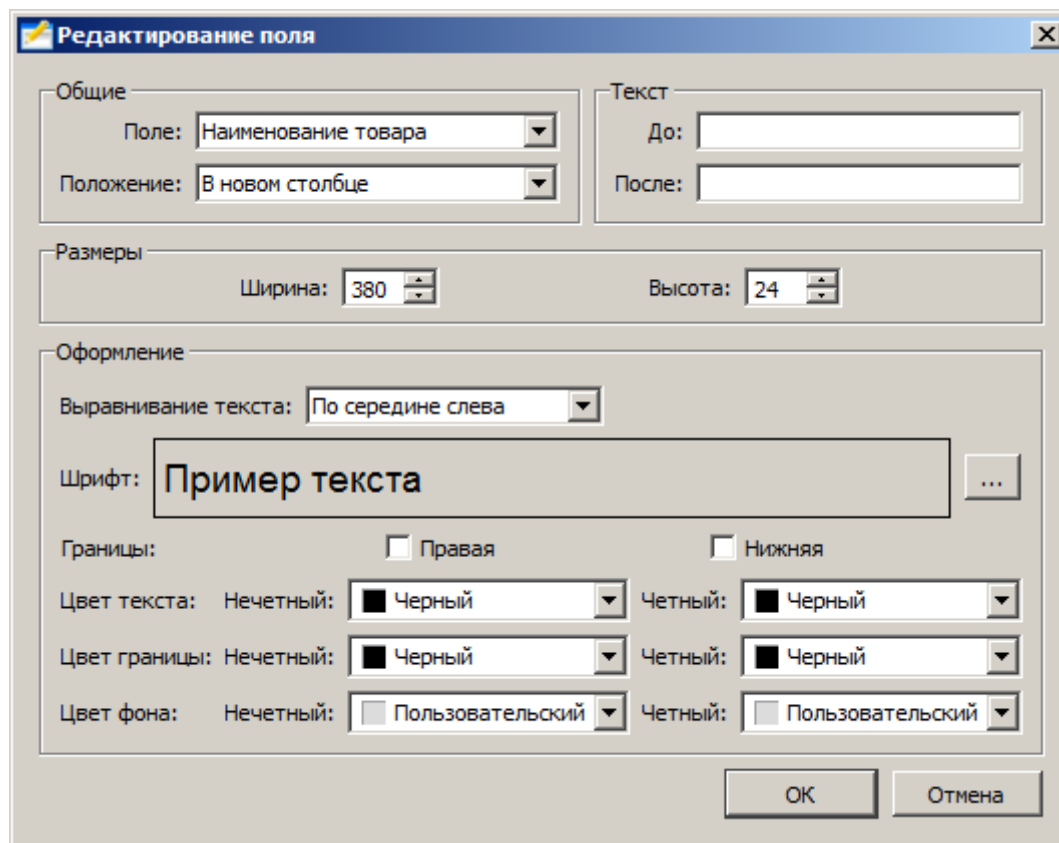 Редактирование поля
Общие
Поле: Наименование товара
Положение: В новом столбце
Текст
До:
После:
Размеры
Ширина: 380 Высота: 24
Оформление
Выравнивание текста: По середине слева
Шрифт: Пример текста ...
Границы: Правая Нижняя
Цвет текста: Нечетный: Черный Четный: Черный
Цвет границы: Нечетный: Черный Четный: Черный
Цвет фона: Нечетный: Пользовательский Четный: Пользовательский
ОК Отмена